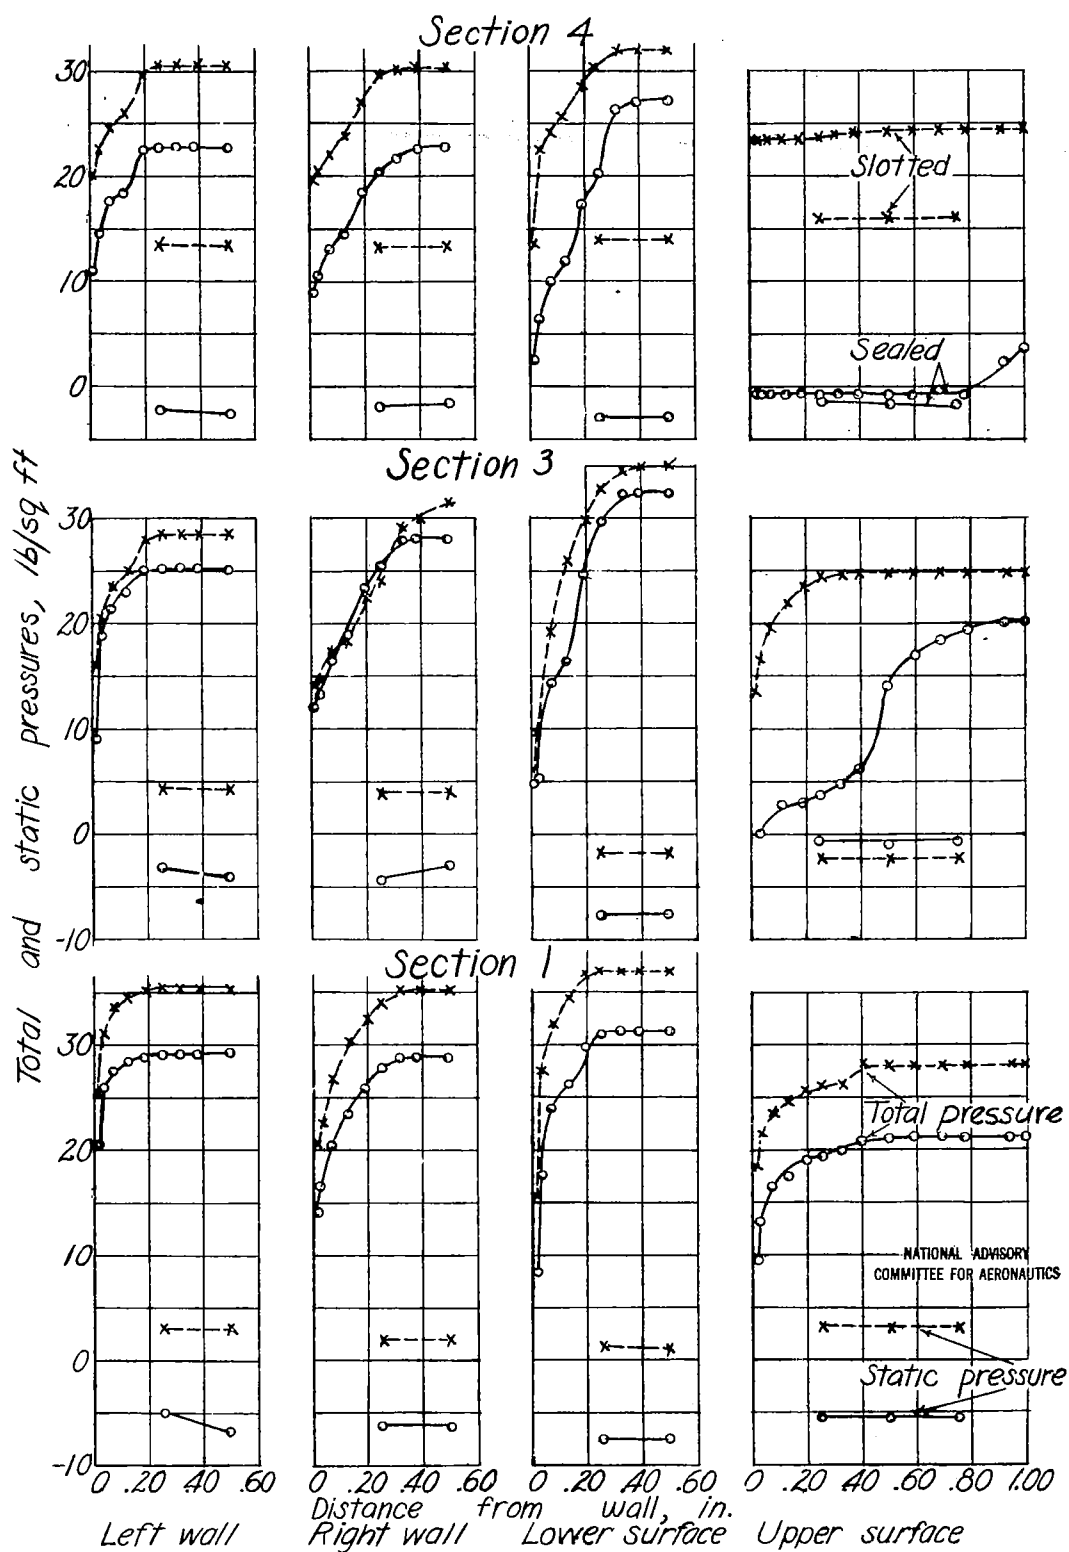 Section 4
30
20
10
0
Slotted
Sealed
Section 3
30
20
10
0
-10
Section 1
30
20
10
0
-10
Total pressure
NATIONAL ADVISORY
COMMITTEE FOR AERONAUTICS
Static pressure
Total and static pressures, lb/sq ft
0 .20 .40 .60
0 .20 .40 .60
0 .20 .40 .60
0 .20 .40 .60 .80 1.00
Distance from wall, in.
Left wall
Right wall
Lower surface
Upper surface